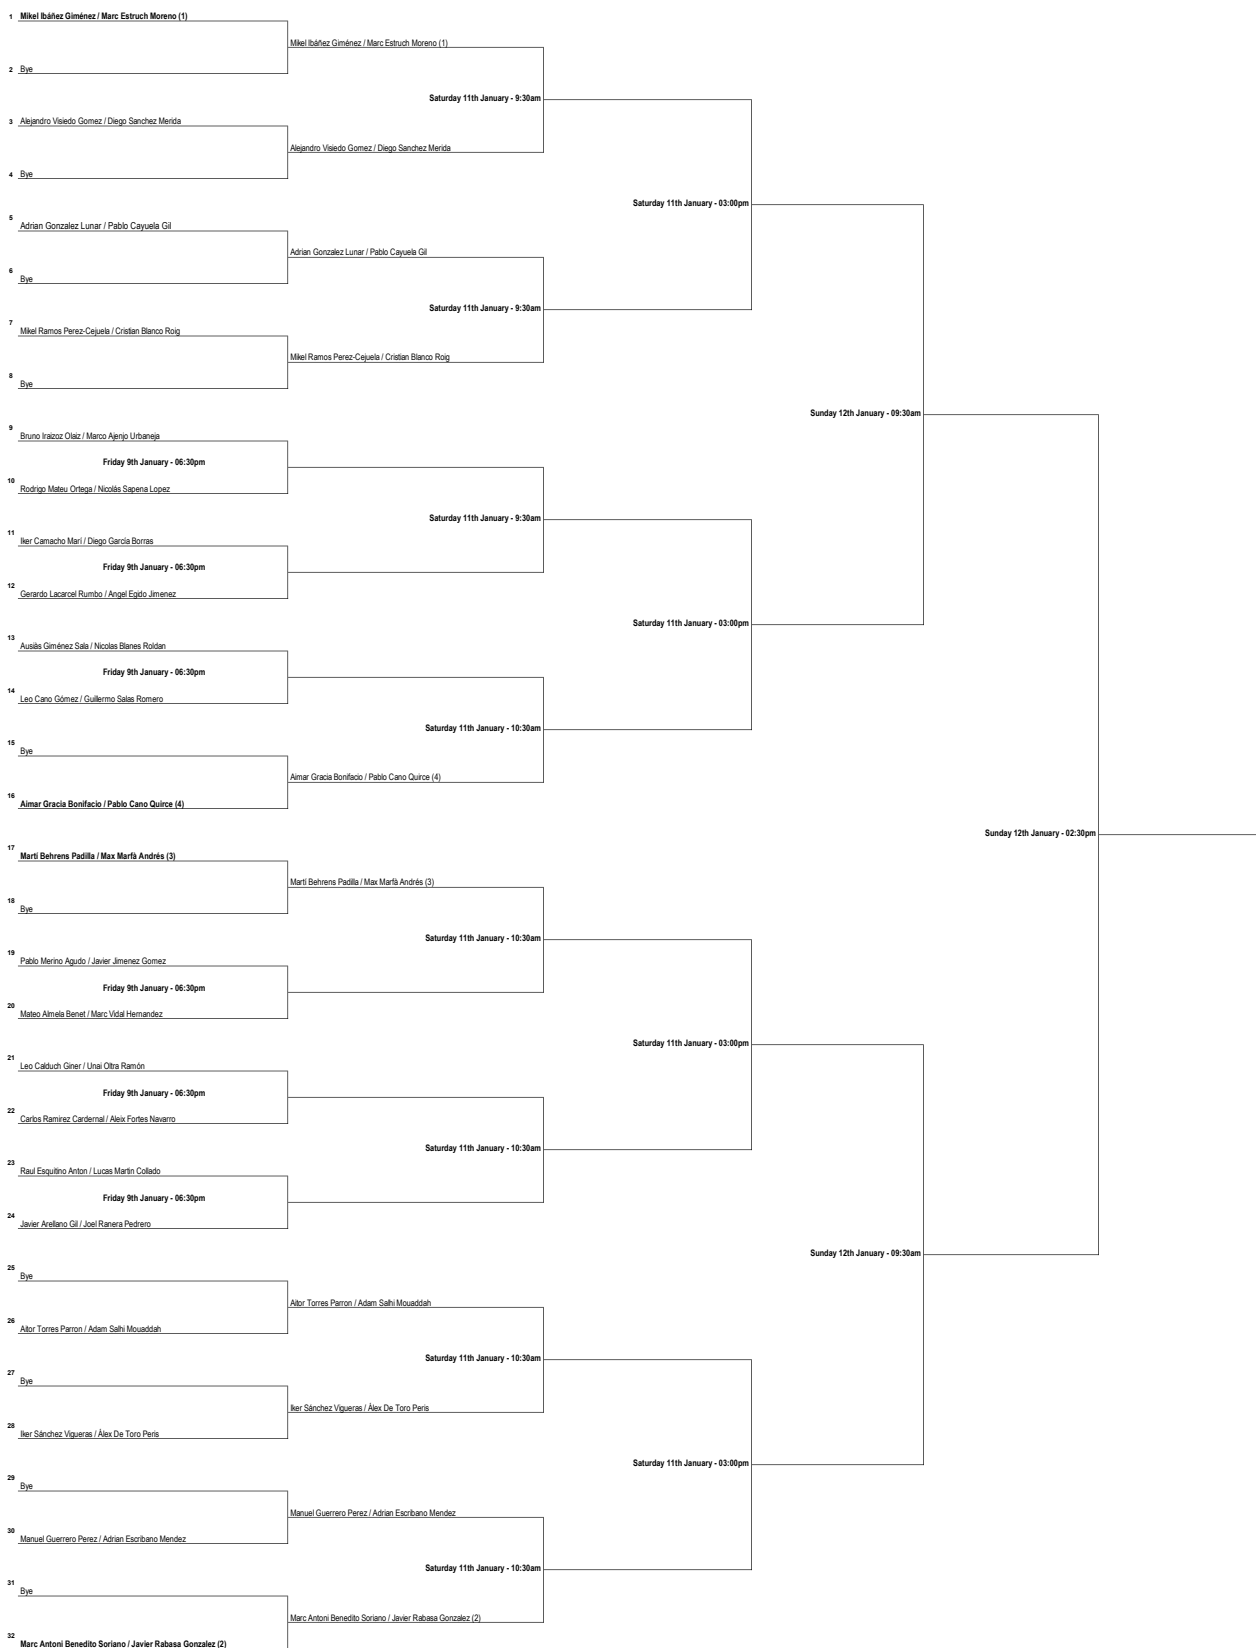 1 Mikel Ibáñez Giménez / Marc Estruch Moreno (1)
Mikel Ibáñez Giménez / Marc Estruch Moreno (1)
2 Bye
Saturday 11th January - 9:30am
3 Alejandro Visiedo Gomez / Diego Sanchez Merida
Alejandro Visiedo Gomez / Diego Sanchez Merida
4 Bye
Saturday 11th January - 03:00pm
5 Adrian Gonzalez Lunar / Pablo Cayuela Gil
Adrian Gonzalez Lunar / Pablo Cayuela Gil
6 Bye
Saturday 11th January - 9:30am
7 Mikel Ramos Perez-Cejuela / Cristian Blanco Roig
Mikel Ramos Perez-Cejuela / Cristian Blanco Roig
8 Bye
Sunday 12th January - 09:30am
9 Bruno Iraizoz Olaiz / Marco Ajenjo Urbaneja
Friday 9th January - 06:30pm
10 Rodrigo Mateu Ortega / Nicolás Sapena Lopez
Saturday 11th January - 9:30am
11 Iker Camacho Marí / Diego García Borras
Friday 9th January - 06:30pm
12 Gerardo Lacarcel Rumbo / Angel Egido Jimenez
Saturday 11th January - 03:00pm
13 Ausiàs Giménez Sala / Nicolas Blanes Roldan
Friday 9th January - 06:30pm
14 Leo Cano Gómez / Guillermo Salas Romero
Saturday 11th January - 10:30am
15 Bye
Aimar Gracia Bonifacio / Pablo Cano Quirce (4)
16 Aimar Gracia Bonifacio / Pablo Cano Quirce (4)
Sunday 12th January - 02:30pm
17 Martí Behrens Padilla / Max Marfà Andrés (3)
Martí Behrens Padilla / Max Marfà Andrés (3)
18 Bye
Saturday 11th January - 10:30am
19 Pablo Merino Agudo / Javier Jimenez Gomez
Friday 9th January - 06:30pm
20 Mateo Almela Benet / Marc Vidal Hernandez
Saturday 11th January - 03:00pm
21 Leo Calduch Giner / Unai Oltra Ramón
Friday 9th January - 06:30pm
22 Carlos Ramirez Cardernal / Aleix Fortes Navarro
Saturday 11th January - 10:30am
23 Raul Esquitino Anton / Lucas Martin Collado
Friday 9th January - 06:30pm
24 Javier Arellano Gil / Joel Ranera Pedrero
Sunday 12th January - 09:30am
25 Bye
Aitor Torres Parron / Adam Salhi Mouaddah
26 Aitor Torres Parron / Adam Salhi Mouaddah
Saturday 11th January - 10:30am
27 Bye
Iker Sánchez Vigueras / Álex De Toro Peris
28 Iker Sánchez Vigueras / Álex De Toro Peris
Saturday 11th January - 03:00pm
29 Bye
Manuel Guerrero Perez / Adrian Escribano Mendez
30 Manuel Guerrero Perez / Adrian Escribano Mendez
Saturday 11th January - 10:30am
31 Bye
Marc Antoni Benedito Soriano / Javier Rabasa Gonzalez (2)
32 Marc Antoni Benedito Soriano / Javier Rabasa Gonzalez (2)